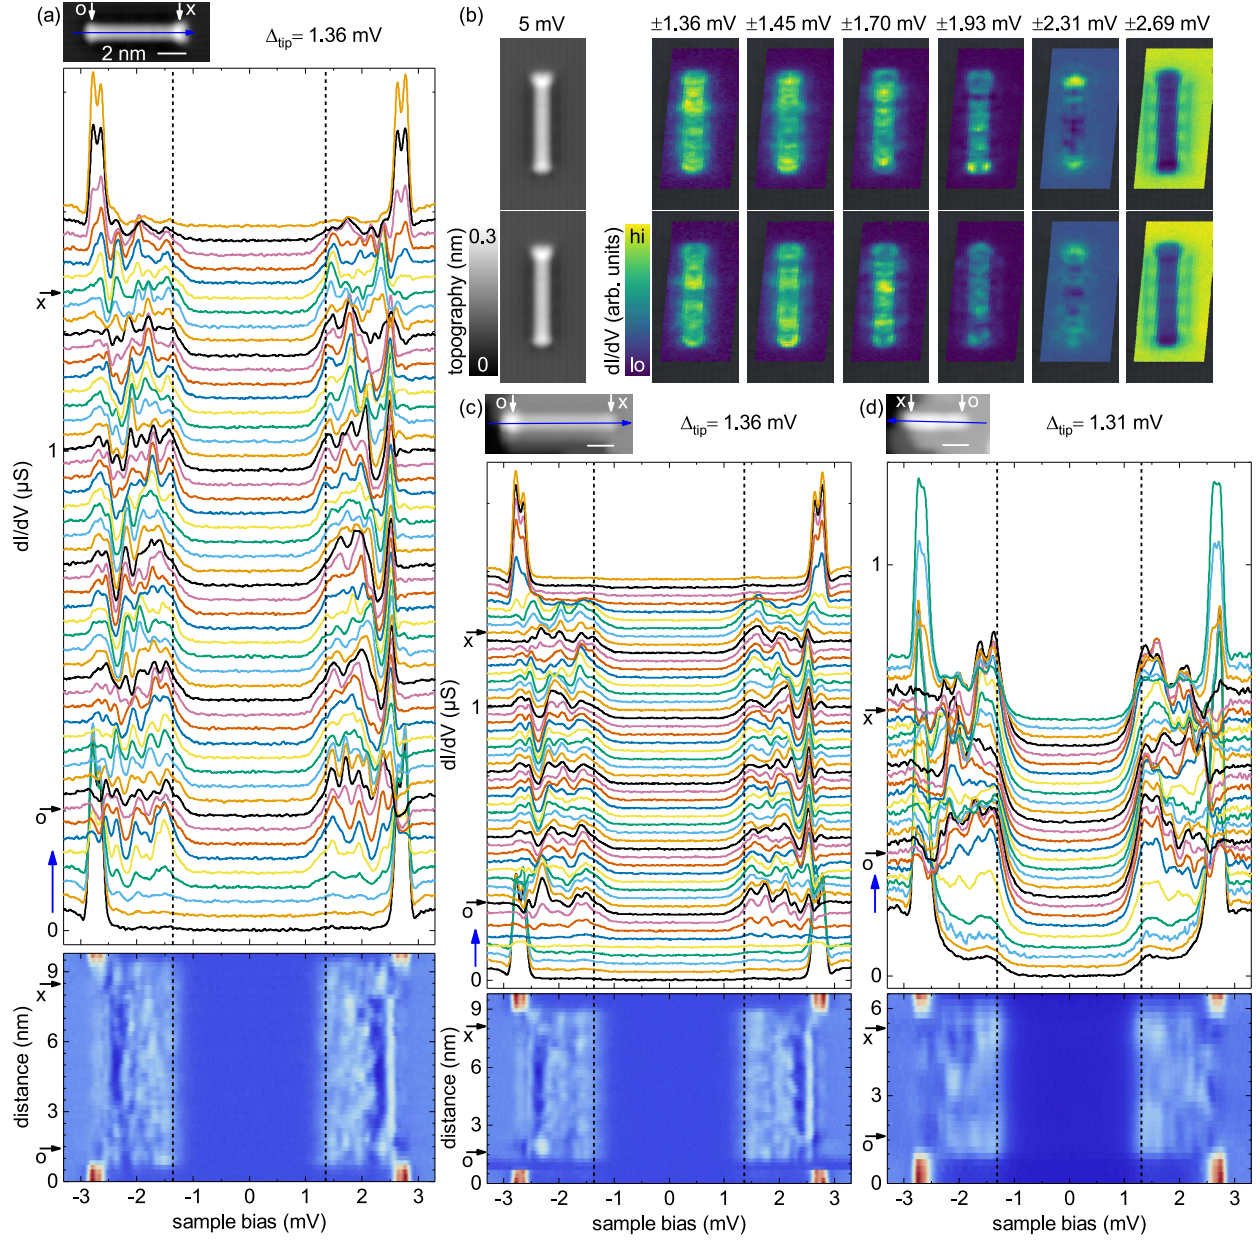 (a)
o
x
2 nm
Δtip= 1.36 mV
x
1
dI/dV (µS)
o
0
9
x
6
distance (nm)
3
o
0
-3 -2 -1 0 1 2 3
sample bias (mV)
(b)
5 mV
±1.36 mV ±1.45 mV ±1.70 mV ±1.93 mV ±2.31 mV ±2.69 mV
0.3
topography (nm)
0
hi
dI/dV (arb. units)
lo
(c)
o
x
Δtip= 1.36 mV
x
1
dI/dV (µS)
o
0
9
x
6
distance (nm)
3
o
0
-3 -2 -1 0 1 2 3
sample bias (mV)
(d)
x
o
Δtip= 1.31 mV
1
x
o
0
6
x
3
o
0
-3 -2 -1 0 1 2 3
sample bias (mV)